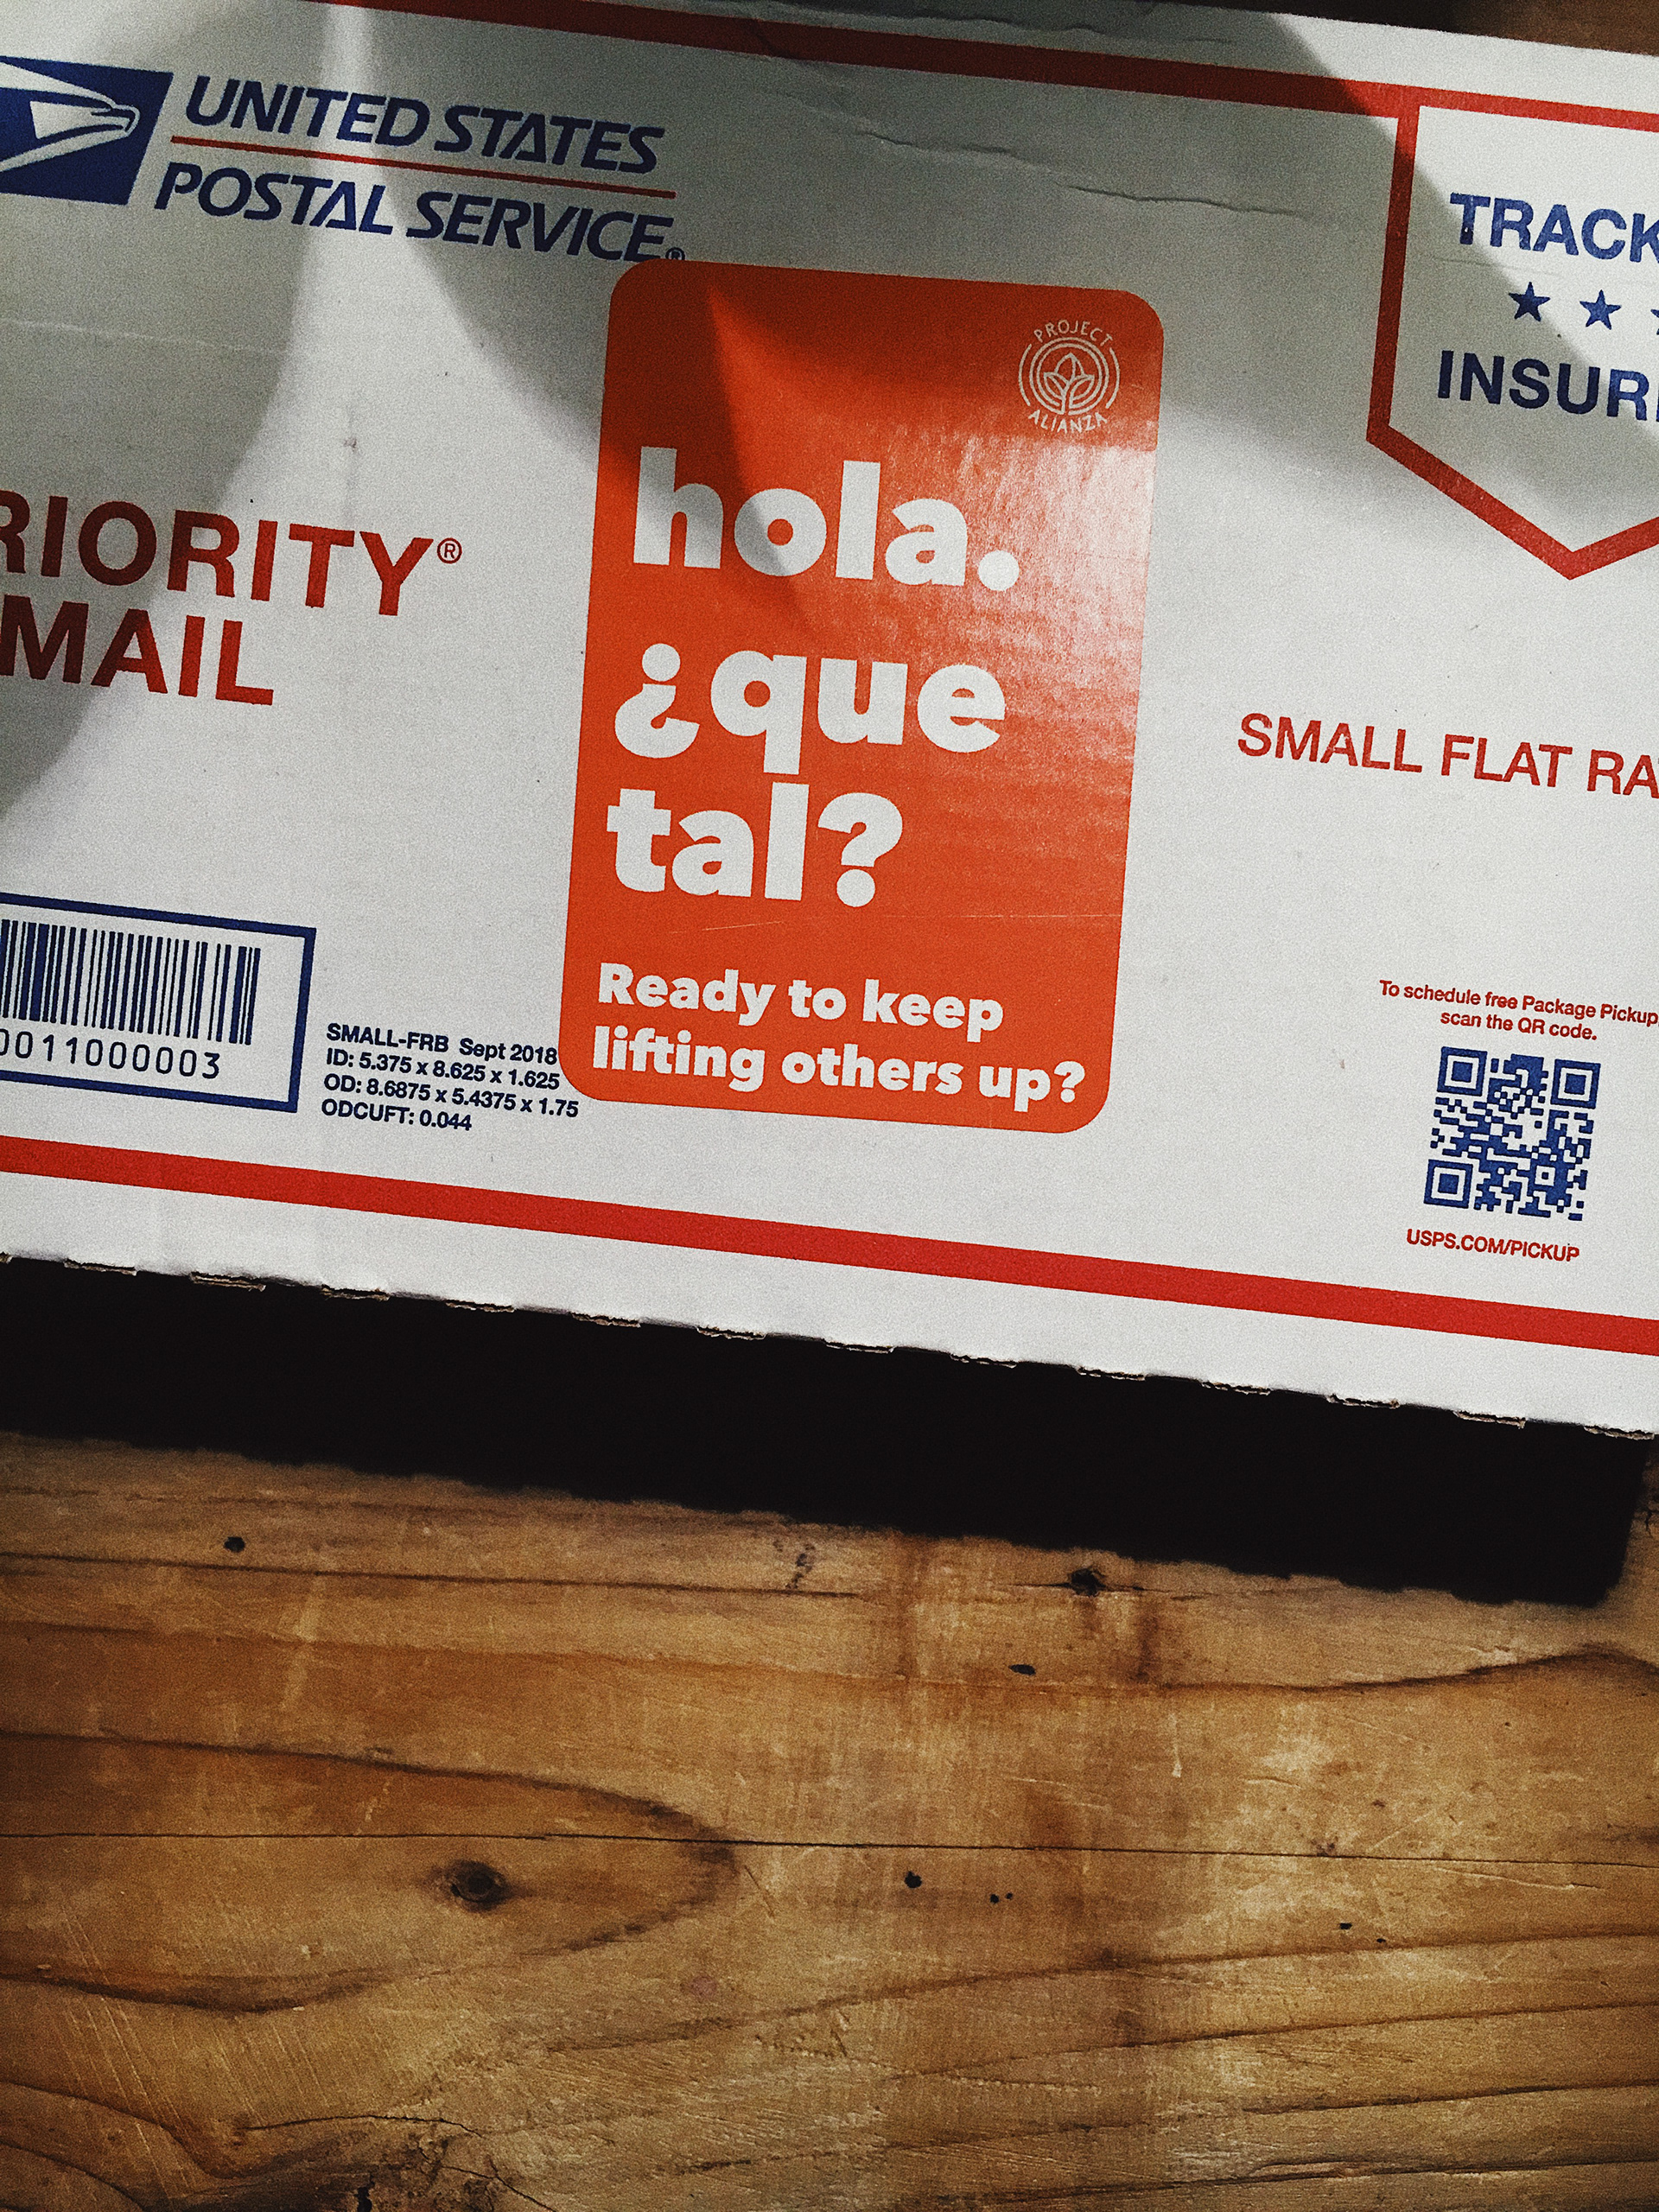 UNITED STATES
POSTAL SERVICE®
TRACK
INSUR
RIORITY®
MAIL
PROJECT
ALIANZA
hola.
¿que
tal?
Ready to keep
lifting others up?
SMALL FLAT RA
0011000003
SMALL-FRB Sept 2018
ID: 5.375 x 8.625 x 1.625
OD: 8.6875 x 5.4375 x 1.75
ODCUFT: 0.044
To schedule free Package Pickup,
scan the QR code.
USPS.COM/PICKUP